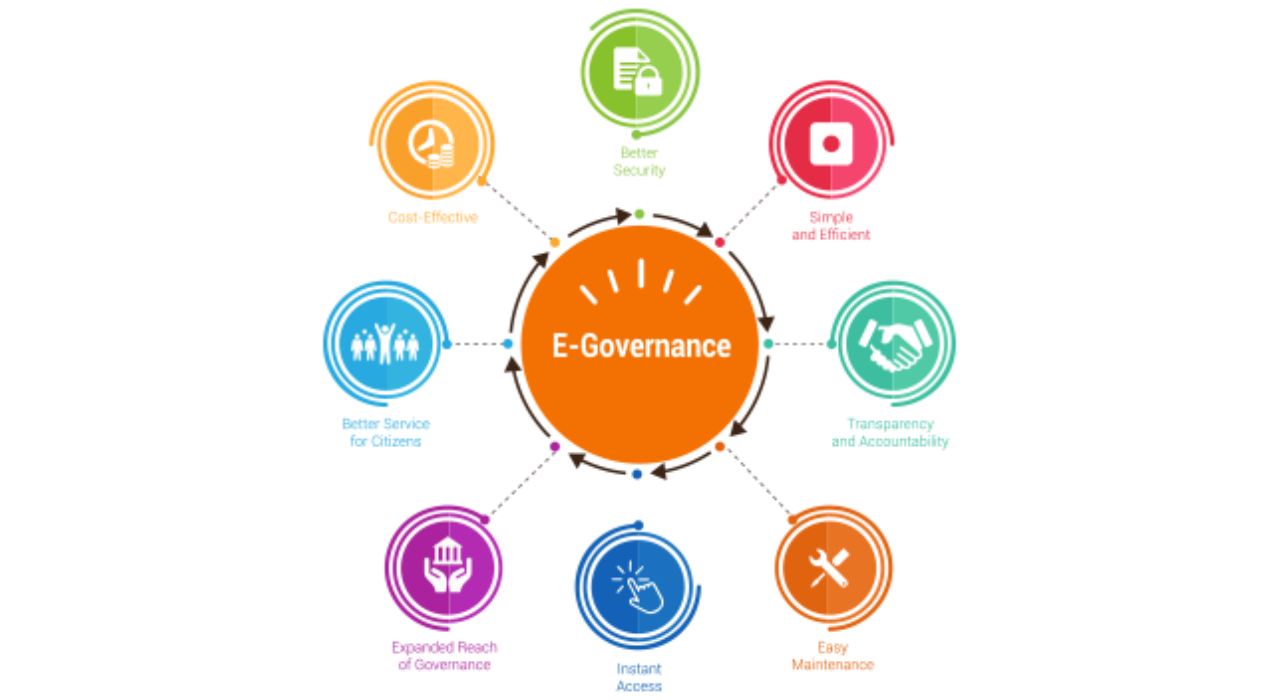 Better
Security
Cost-Effective
Simple
and Efficient
E-Governance
Better Service
for Citizens
Transparency
and Accountability
Expanded Reach
of Governance
Instant
Access
Easy
Maintenance